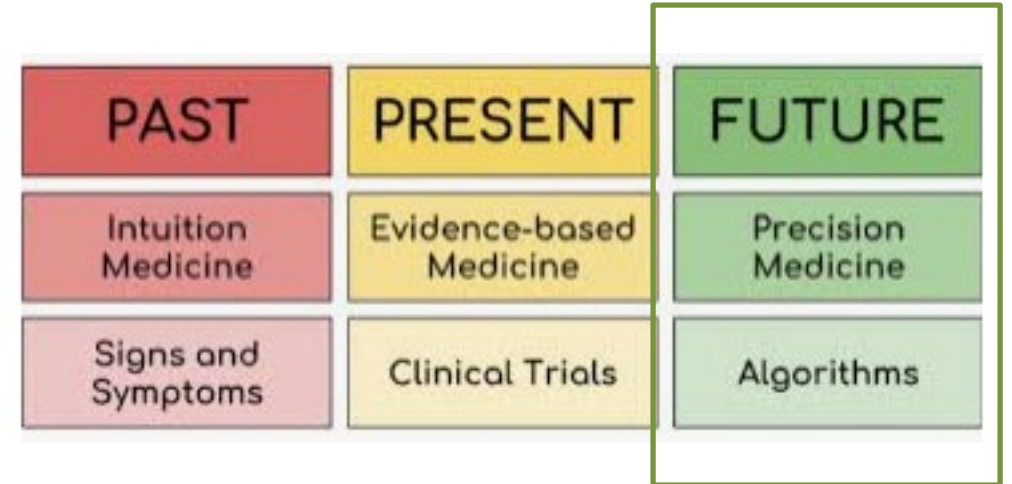 PAST
PRESENT
FUTURE
Intuition
Medicine
Evidence-based
Medicine
Precision
Medicine
Signs and
Symptoms
Clinical Trials
Algorithms